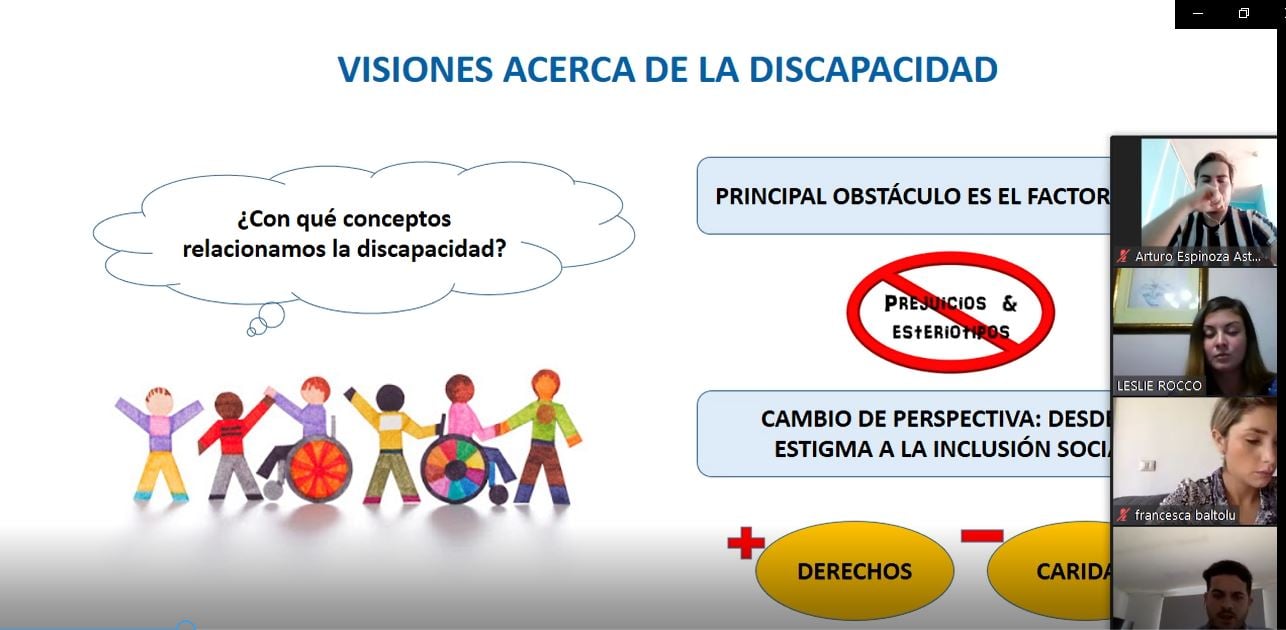 VISIONES ACERCA DE LA DISCAPACIDAD
¿Con qué conceptos
relacionamos la discapacidad?
PRINCIPAL OBSTÁCULO ES EL FACTOR
PREJUICIOS &
ESTERIOTIPOS
CAMBIO DE PERSPECTIVA: DESDE
ESTIGMA A LA INCLUSIÓN SOCIA
DERECHOS
CARIDA
Arturo Espinoza Ast...
LESLIE ROCCO
francesca baltolu